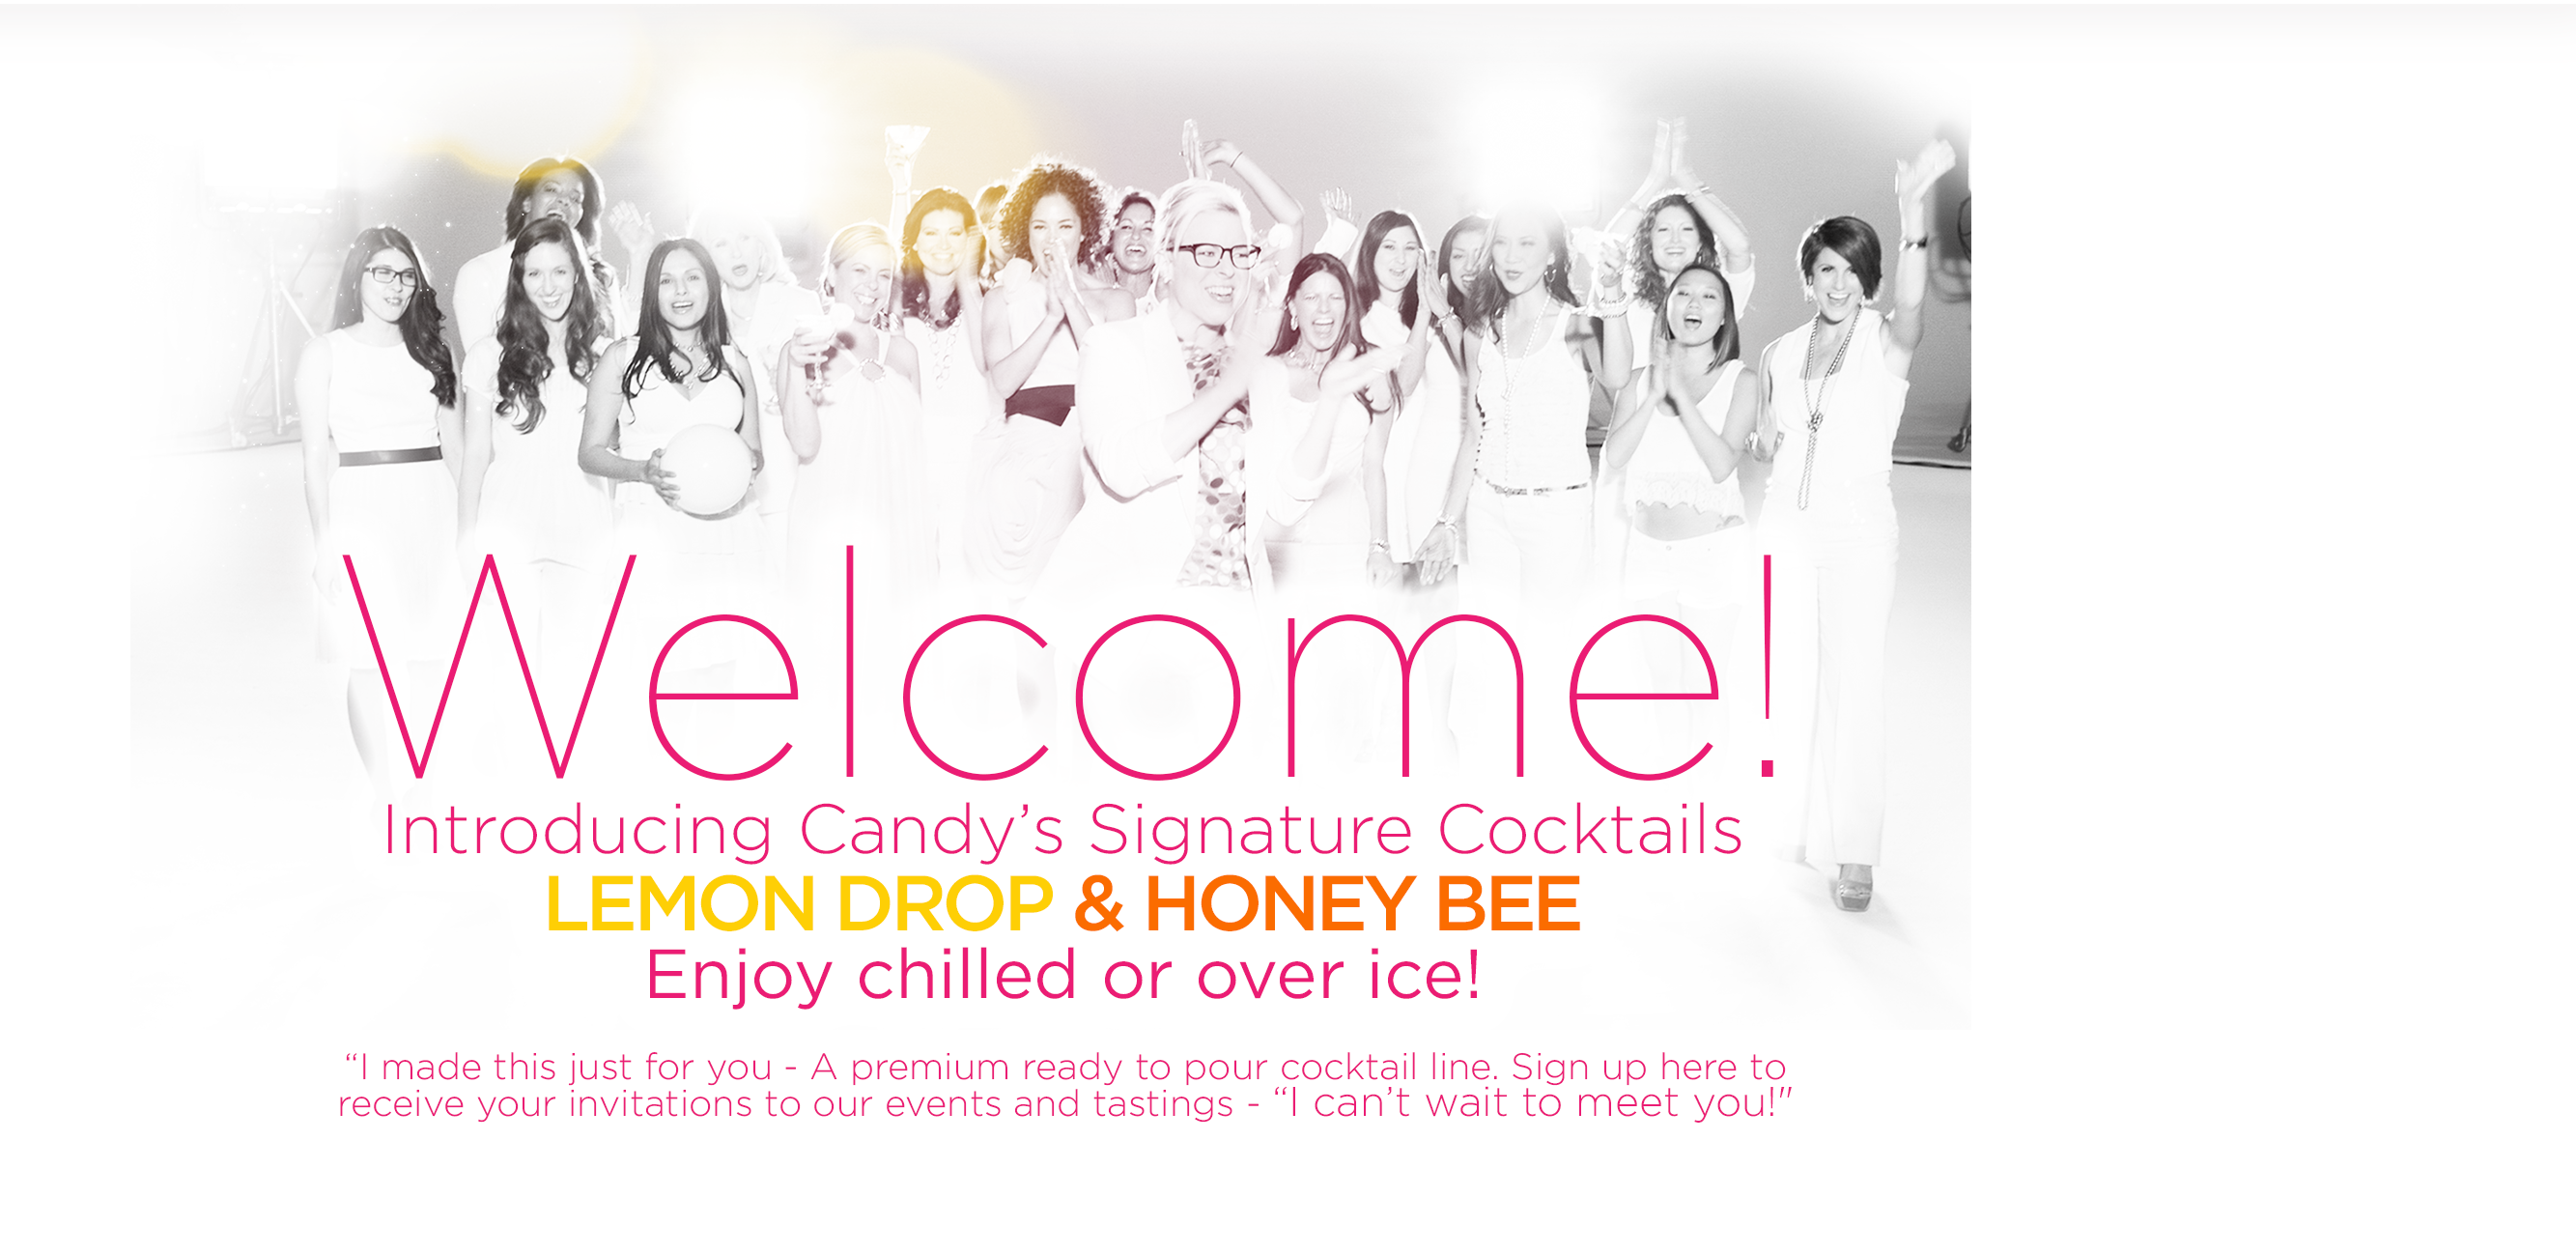 Welcome!
Introducing Candy’s Signature Cocktails
LEMON DROP & HONEY BEE
Enjoy chilled or over ice!
“I made this just for you - A premium ready to pour cocktail line. Sign up here to
receive your invitations to our events and tastings - “I can’t wait to meet you!"